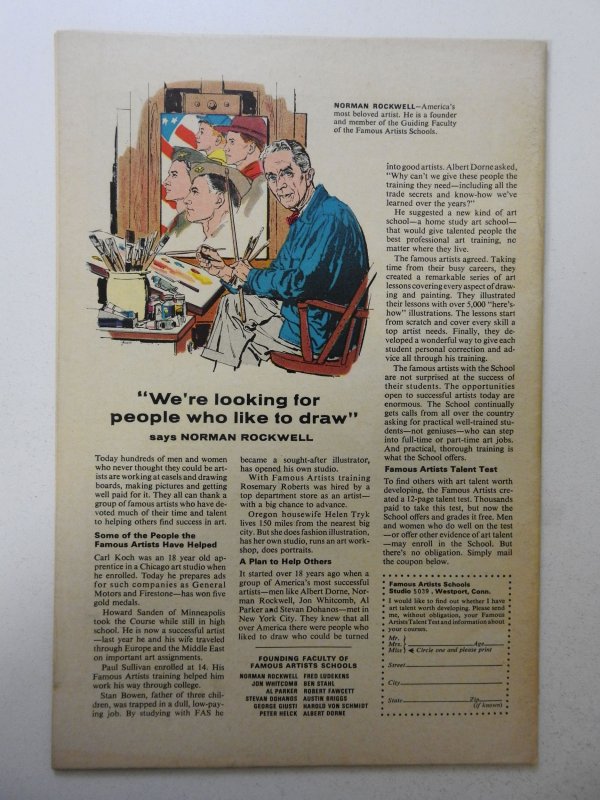 NORMAN ROCKWELL—America's
most beloved artist. He is a founder
and member of the Guiding Faculty
of the Famous Artists Schools.
"We're looking for
people who like to draw"
says NORMAN ROCKWELL
Today hundreds of men and women
who never thought they could be art-
ists are working at easels and drawing
boards, making pictures and getting
well paid for it. They all can thank a
group of famous artists who have de-
voted much of their time and talent
to helping others find success in art.
Some of the People the
Famous Artists Have Helped
Carl Koch was an 18 year old ap-
prentice in a Chicago art studio when
he enrolled. Today he prepares ads
for such companies as General
Motors and Firestone—has won five
gold medals.
Howard Sanden of Minneapolis
took the Course while still in high
school. He is now a successful artist
—last year he and his wife traveled
through Europe and the Middle East
on important art assignments.
Paul Sullivan enrolled at 14. His
Famous Artists training helped him
work his way through college.
Stan Bowen, father of three chil-
dren, was trapped in a dull, low-pay-
ing job. By studying with FAS he
became a sought-after illustrator,
has opened his own studio.
With Famous Artists training
Rosemary Roberts was hired by a
top department store as an artist—
with a big chance to advance.
Oregon housewife Helen Tryk
lives 150 miles from the nearest big
city. But she does fashion illustration,
has her own studio, runs an art work-
shop, does portraits.
A Plan to Help Others
It started over 18 years ago when a
group of America's most successful
artists—men like Albert Dorne, Nor-
man Rockwell, Jon Whitcomb, Al
Parker and Stevan Dohanos—met in
New York City. They knew that all
over America there were people who
liked to draw who could be turned
into good artists. Albert Dorne asked,
"Why can't we give these people the
training they need—including all the
trade secrets and know-how we've
learned over the years?"
He suggested a new kind of art
school—a home study art school—
that would give talented people the
best professional art training, no
matter where they live.
The famous artists agreed. Taking
time from their busy careers, they
created a remarkable series of art
lessons covering every aspect of draw-
ing and painting. They illustrated
their lessons with over 5,000 "here's-
how" illustrations. The lessons start
from scratch and cover every skill a
top artist needs. Finally, they de-
veloped a wonderful way to give each
student personal correction and ad-
vice all through his training.
The famous artists with the School
are not surprised at the success of
their students. The opportunities
open to successful artists today are
enormous. The School continually
gets calls from all over the country
asking for practical well-trained stu-
dents—not geniuses—who can step
into full-time or part-time art jobs.
And practical, thorough training is
what the School offers.
Famous Artists Talent Test
To find others with art talent worth
developing, the Famous Artists cre-
ated a 12-page talent test. Thousands
paid to take this test, but now the
School offers and grades it free. Men
and women who do well on the test
—or offer other evidence of art talent
—may enroll in the School. But
there's no obligation. Simply mail
the coupon below.
FOUNDING FACULTY OF
FAMOUS ARTISTS SCHOOLS
NORMAN ROCKWELL FRED LUDEKENS
JON WHITCOMB BEN STAHL
AL PARKER ROBERT FAWCETT
STEVAN DOHANOS AUSTIN BRIGGS
GEORGE GIUSTI HAROLD VON SCHMIDT
PETER HELCK ALBERT DORNE
Famous Artists Schools
Studio 5039, Westport, Conn.
I would like to find out whether I have
art talent worth developing. Please send
me, without obligation, your Famous
Artists Talent Test and information about
your courses.
Mr.
Mrs. Age
Miss Circle one and please print
Street
City
State Zip
(if known)